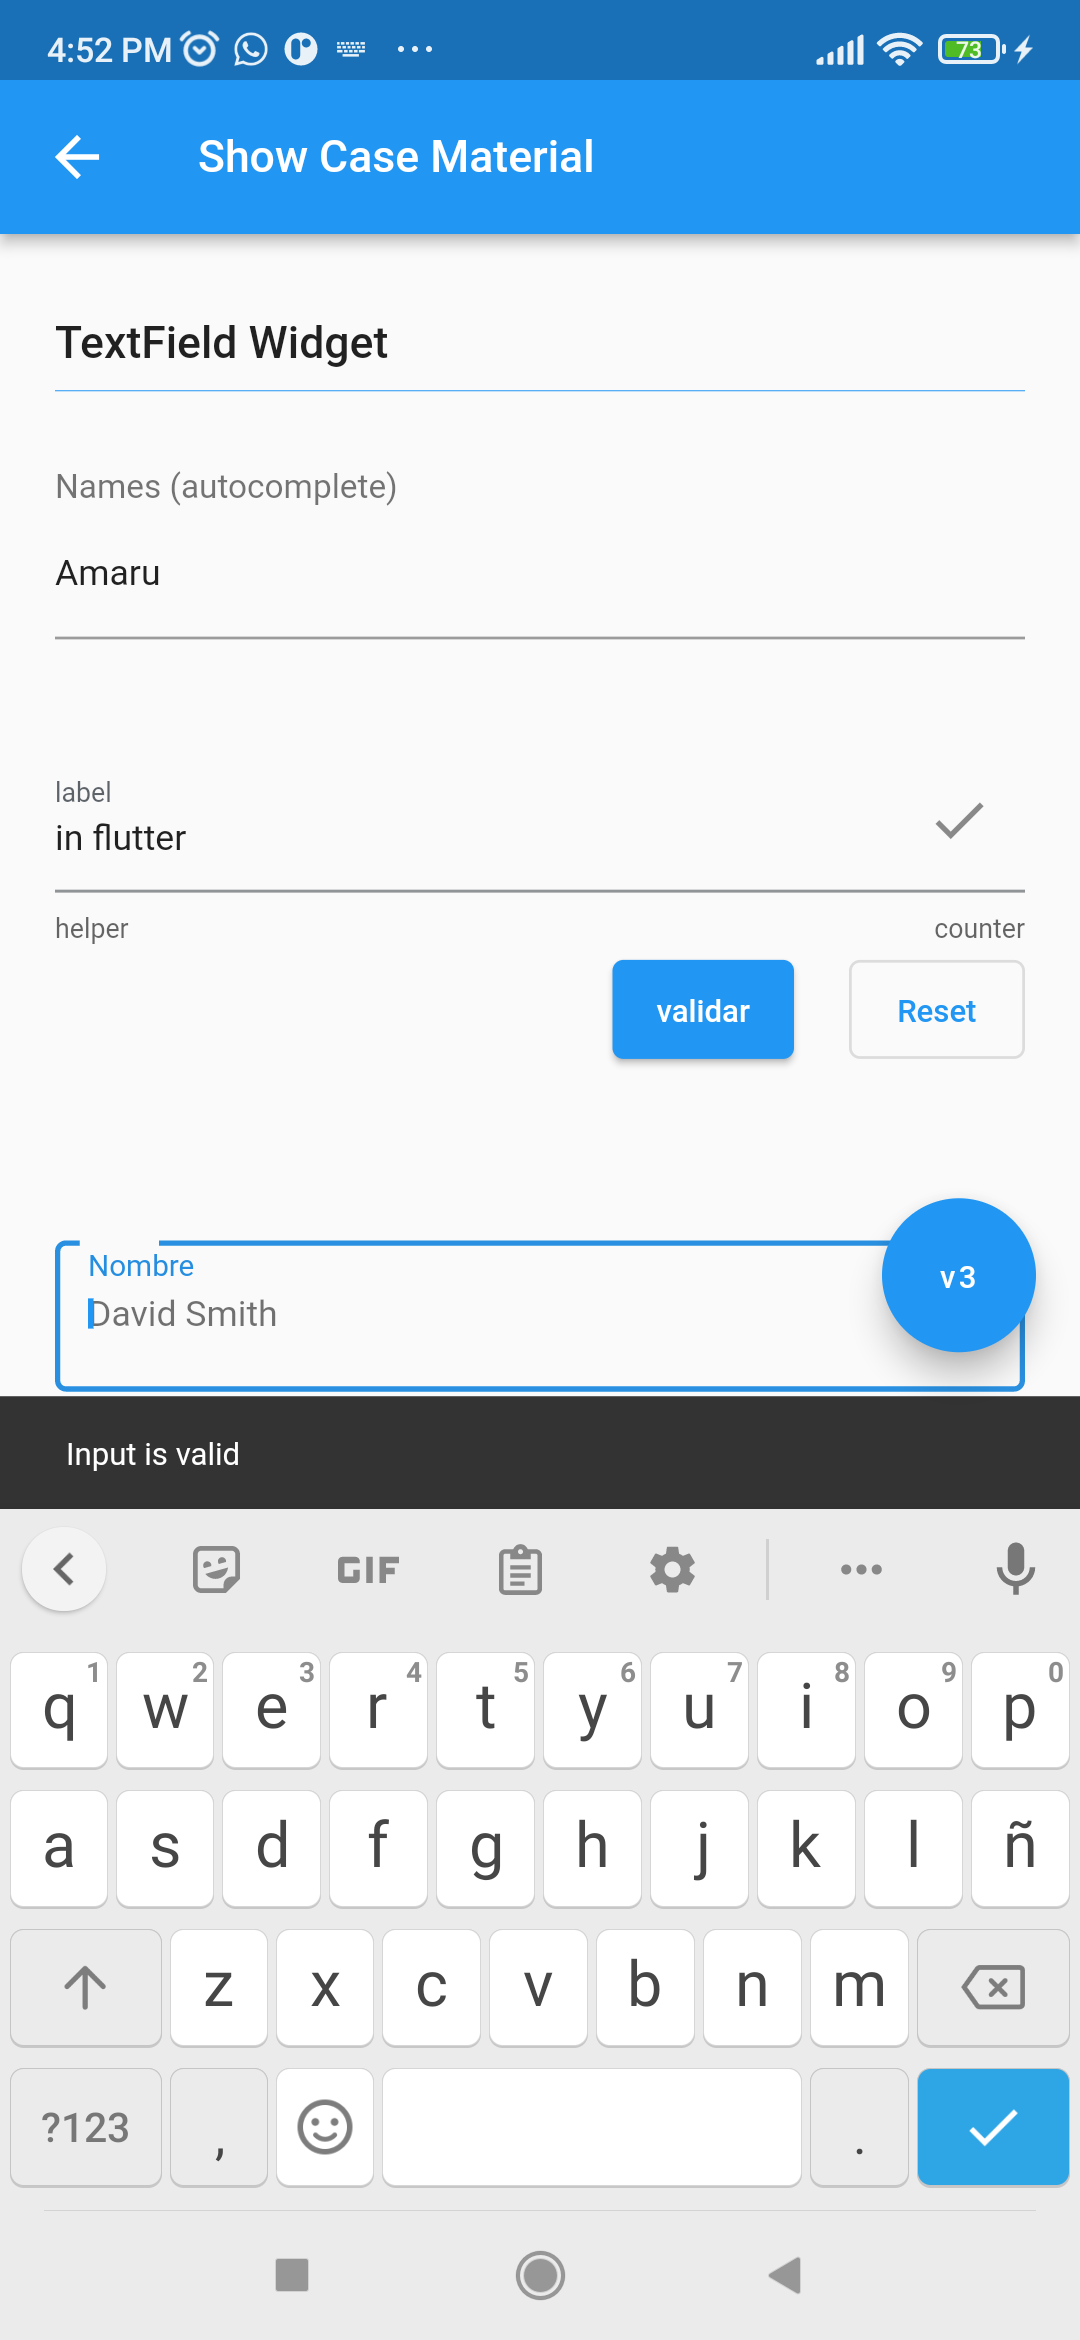 4:52 PM 73
Show Case Material
TextField Widget
Names (autocomplete)
Amaru
label
in flutter
helper counter
validar Reset
Nombre
David Smith
v3
Input is valid
GIF
1 2 3 4 5 6 7 8 9 0
q w e r t y u i o p
a s d f g h j k l ñ
z x c v b n m
?123 , .